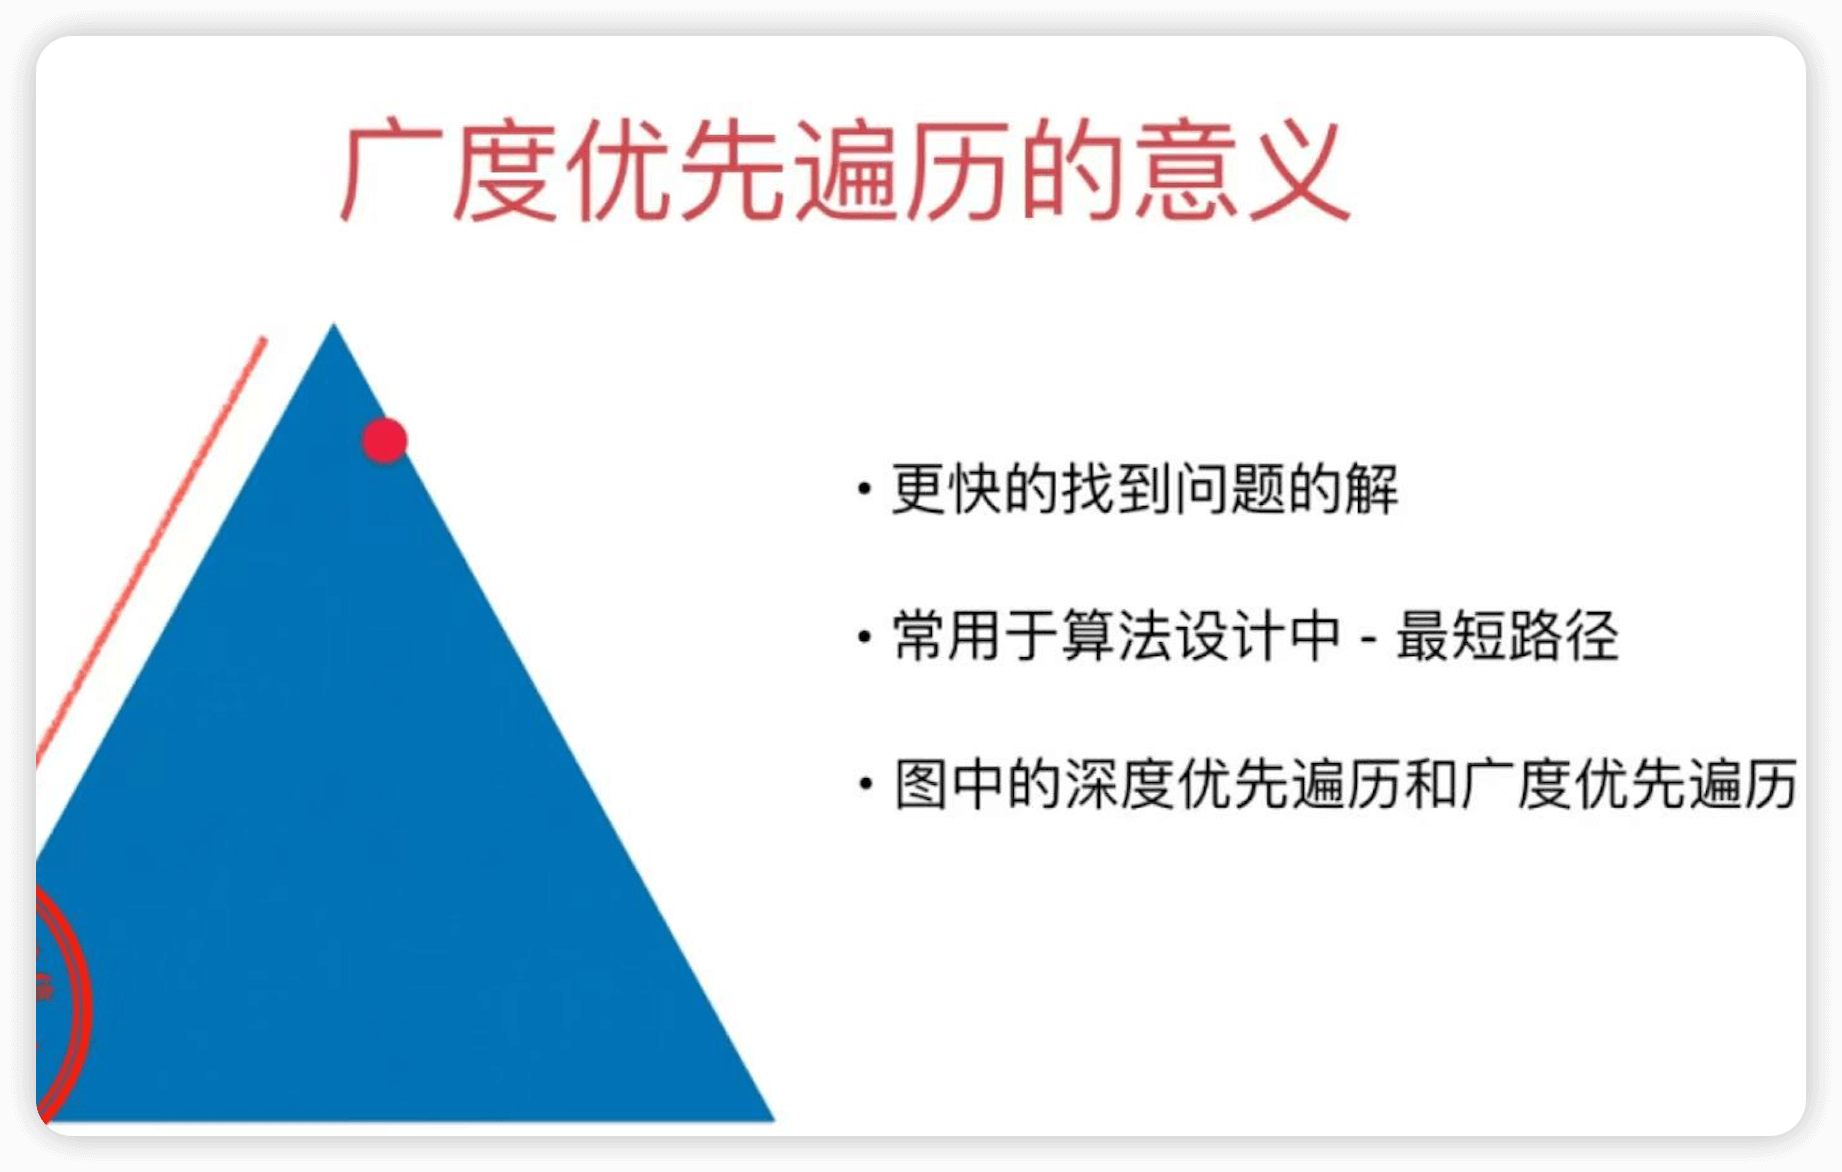 广度优先遍历的意义
• 更快的找到问题的解
• 常用于算法设计中 - 最短路径
• 图中的深度优先遍历和广度优先遍历